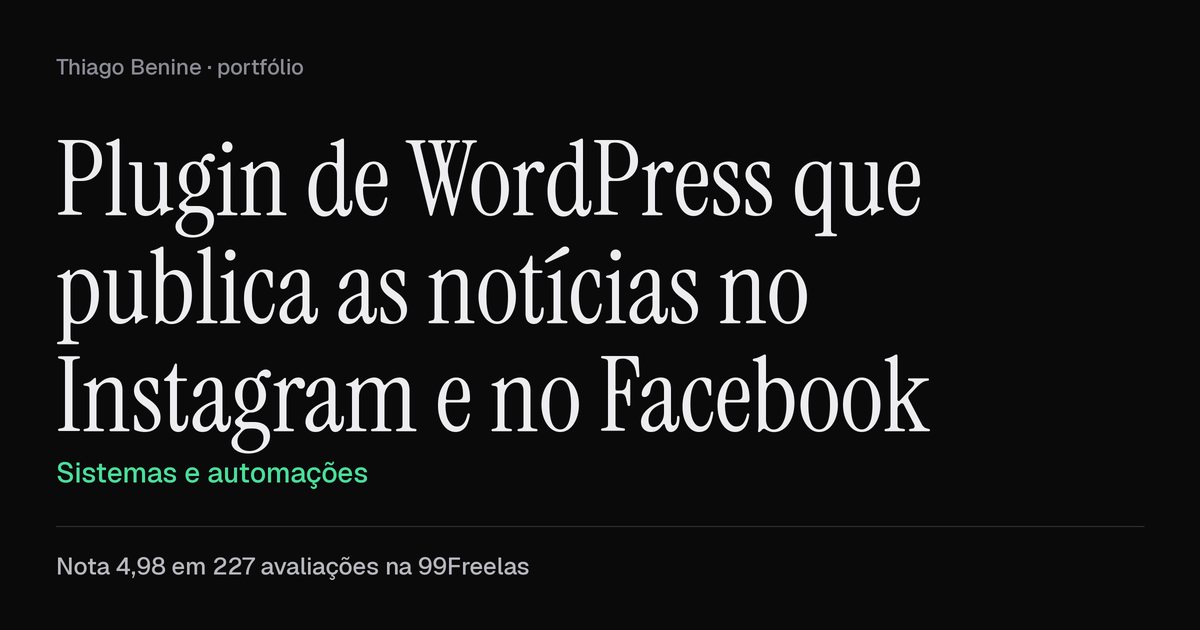 Thiago Benine · portfólio
Plugin de WordPress que
publica as notícias no
Instagram e no Facebook
Sistemas e automações
Nota 4,98 em 227 avaliações na 99Freelas